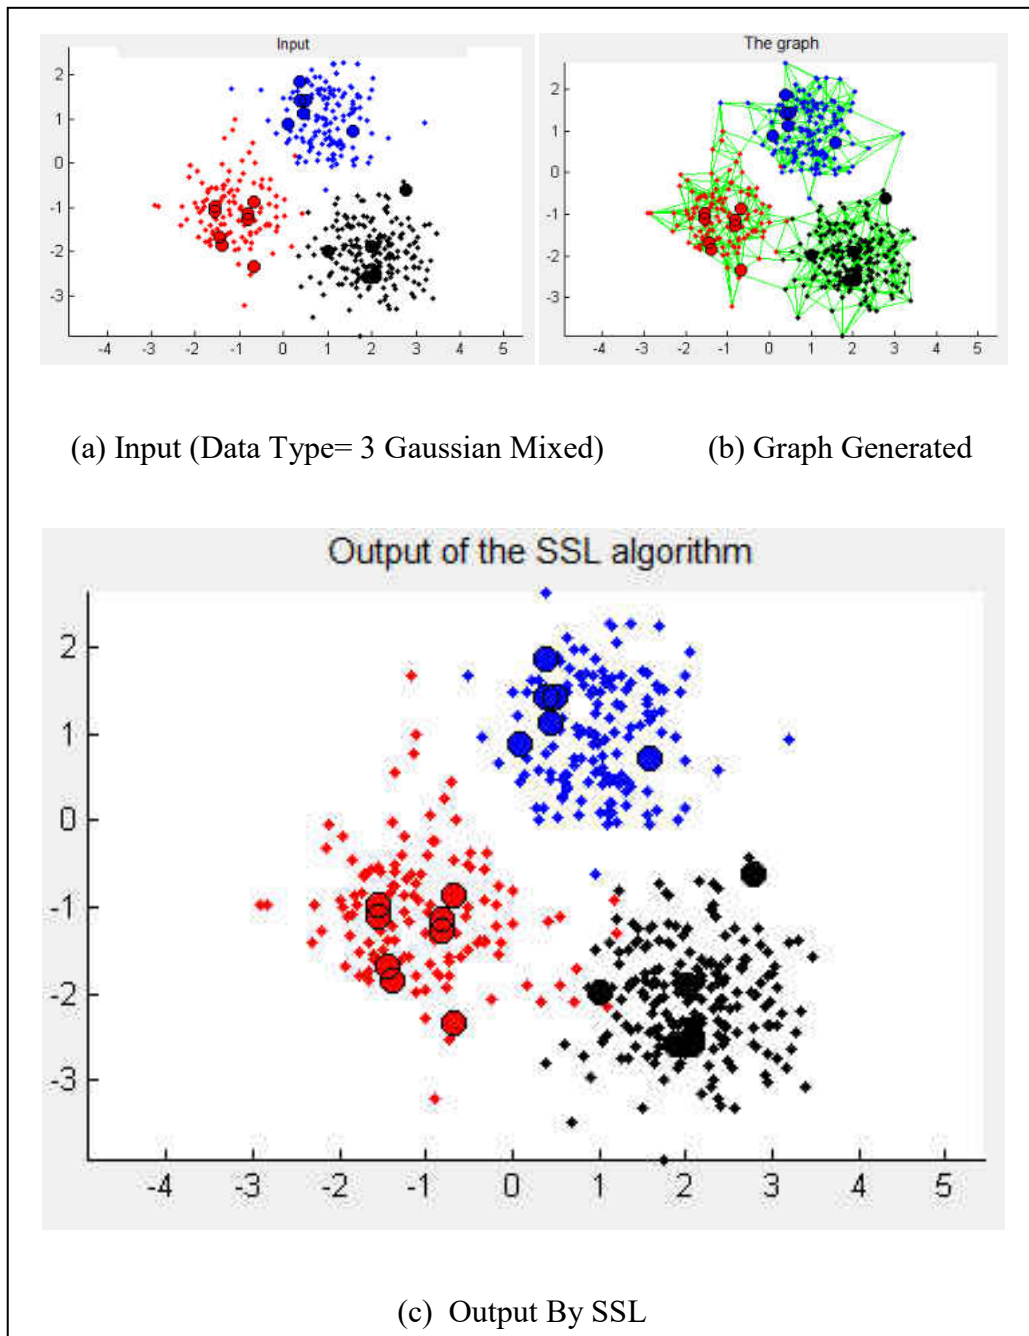 Input
The graph
2
1
0
-1
-2
-3
-4 -3 -2 -1 0 1 2 3 4 5
2
1
0
-1
-2
-3
-4 -3 -2 -1 0 1 2 3 4 5
(a) Input (Data Type= 3 Gaussian Mixed)
(b) Graph Generated
Output of the SSL algorithm
2
1
0
-1
-2
-3
-4 -3 -2 -1 0 1 2 3 4 5
(c) Output By SSL